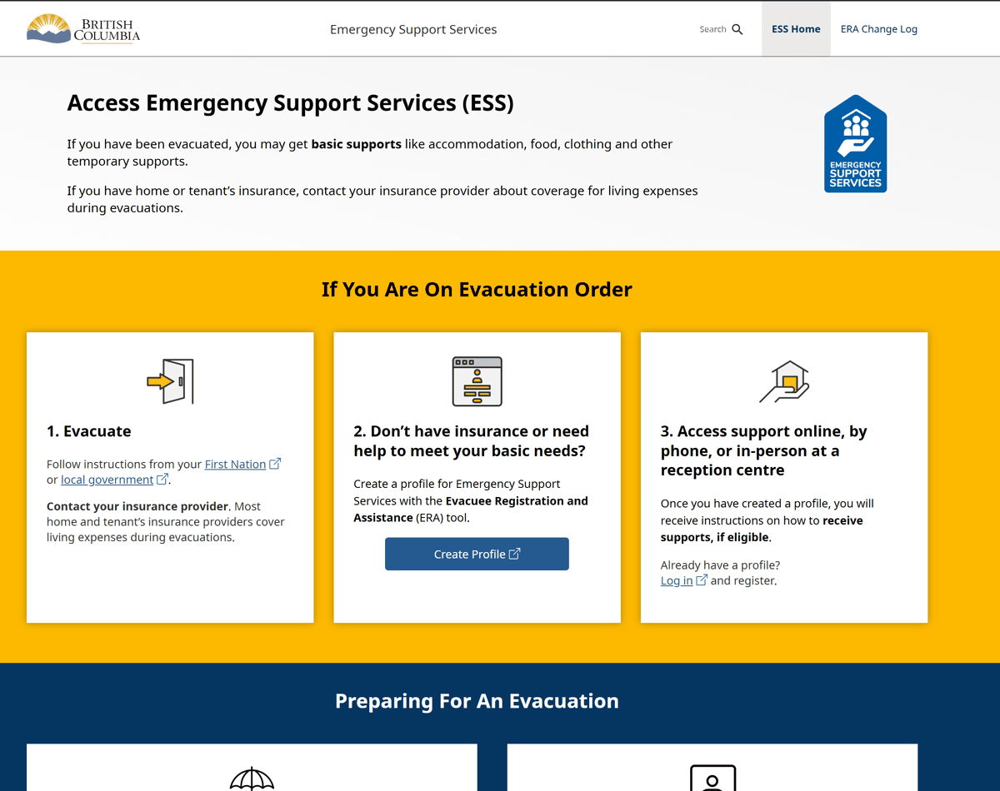 BRITISH
COLUMBIA
Emergency Support Services
Search
ESS Home
ERA Change Log
Access Emergency Support Services (ESS)
If you have been evacuated, you may get basic supports like accommodation, food, clothing and other
temporary supports.
If you have home or tenant’s insurance, contact your insurance provider about coverage for living expenses
during evacuations.
EMERGENCY
SUPPORT
SERVICES
If You Are On Evacuation Order
1. Evacuate
Follow instructions from your First Nation
or local government.
Contact your insurance provider. Most
home and tenant’s insurance providers cover
living expenses during evacuations.
2. Don’t have insurance or need
help to meet your basic needs?
Create a profile for Emergency Support
Services with the Evacuee Registration and
Assistance (ERA) tool.
Create Profile
3. Access support online, by
phone, or in-person at a
reception centre
Once you have created a profile, you will
receive instructions on how to receive
supports, if eligible.
Already have a profile?
Log in and register.
Preparing For An Evacuation